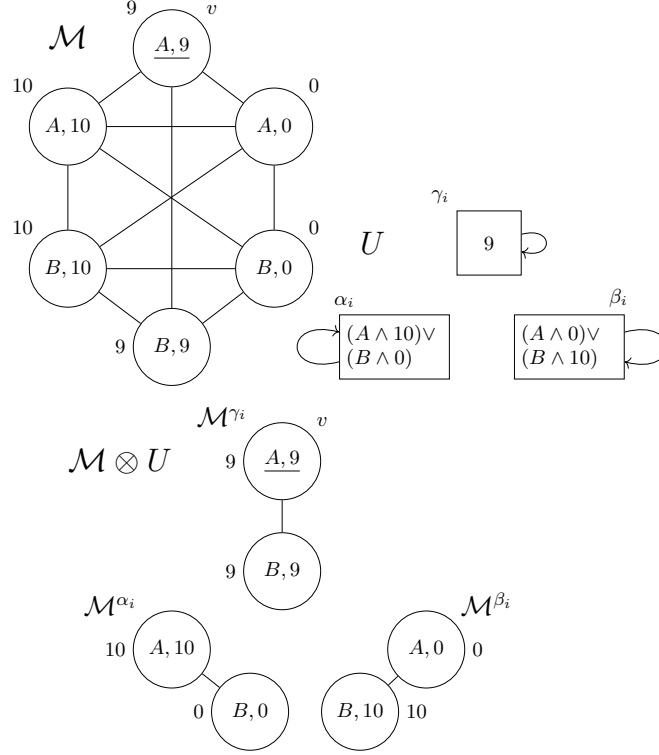 9 v
ℳ A, 9
10 0
A, 10 A, 0
γᵢ
10 0
U 9
B, 10 B, 0
αᵢ βᵢ
9 B, 9
(A ∧ 10)∨ (A ∧ 0)∨
(B ∧ 0) (B ∧ 10)
ℳ^γᵢ v
ℳ ⊗ U 9 A, 9
9 B, 9
ℳ^αᵢ ℳ^βᵢ
10 A, 10 A, 0 0
0 B, 0 B, 10 10